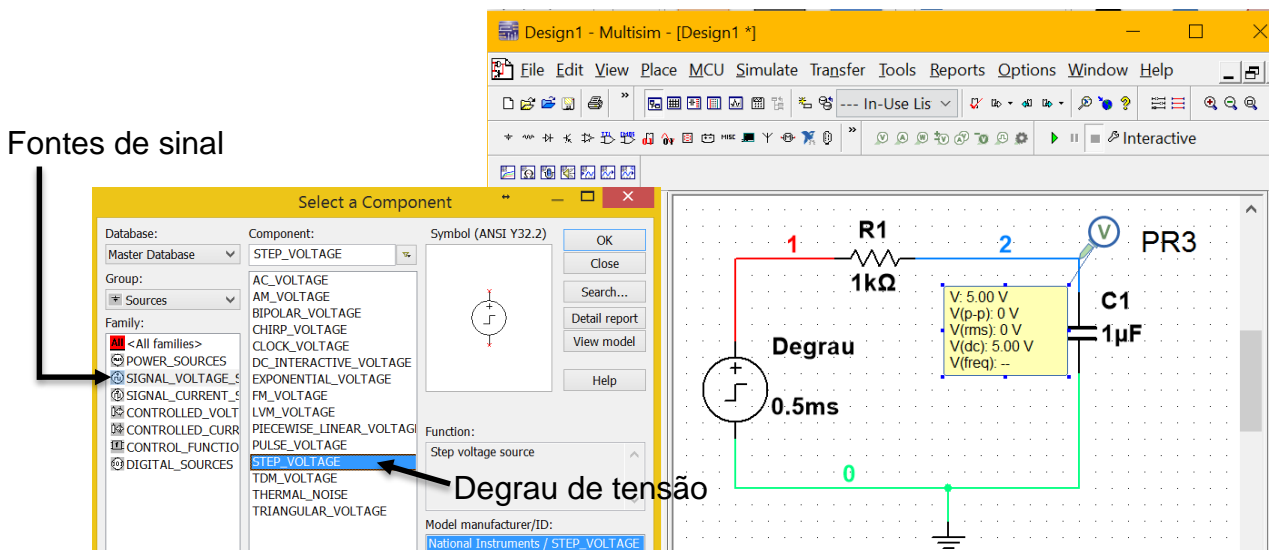 Design1 - Multisim - [Design1 *]
File Edit View Place MCU Simulate Transfer Tools Reports Options Window Help
--- In-Use Lis
Interactive
Fontes de sinal
Select a Component
Database:
Master Database
Group:
Sources
Family:
All <All families>
POWER_SOURCES
SIGNAL_VOLTAGE_S
SIGNAL_CURRENT_S
CONTROLLED_VOLT
CONTROLLED_CURR
CONTROL_FUNCTIO
DIGITAL_SOURCES
Component:
STEP_VOLTAGE
AC_VOLTAGE
AM_VOLTAGE
BIPOLAR_VOLTAGE
CHIRP_VOLTAGE
CLOCK_VOLTAGE
DC_INTERACTIVE_VOLTAGE
EXPONENTIAL_VOLTAGE
FM_VOLTAGE
LVM_VOLTAGE
PIECEWISE_LINEAR_VOLTAG
PULSE_VOLTAGE
STEP_VOLTAGE
TDM_VOLTAGE
THERMAL_NOISE
TRIANGULAR_VOLTAGE
Symbol (ANSI Y32.2)
OK
Close
Search...
Detail report
View model
Help
Function:
Step voltage source
Degrau de tensão
Model manufacturer/ID:
National Instruments / STEP_VOLTAGE
1
R1
1kΩ
2
V
PR3
V: 5.00 V
V(p-p): 0 V
V(rms): 0 V
V(dc): 5.00 V
V(freq): --
C1
1µF
Degrau
0.5ms
0